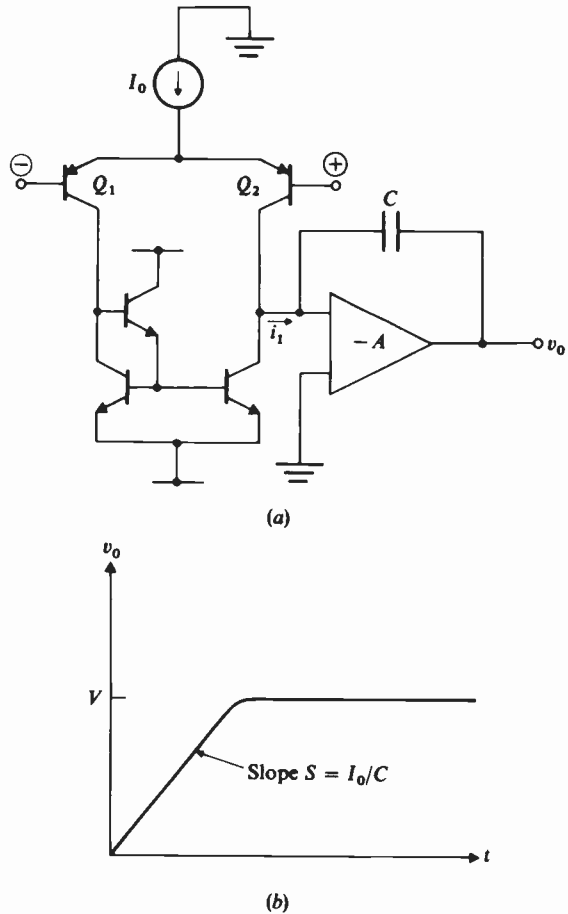 I₀
⊖
Q₁
Q₂
⊕
C
i₁
−A
v₀
(a)
v₀
V
Slope S = I₀/C
t
(b)